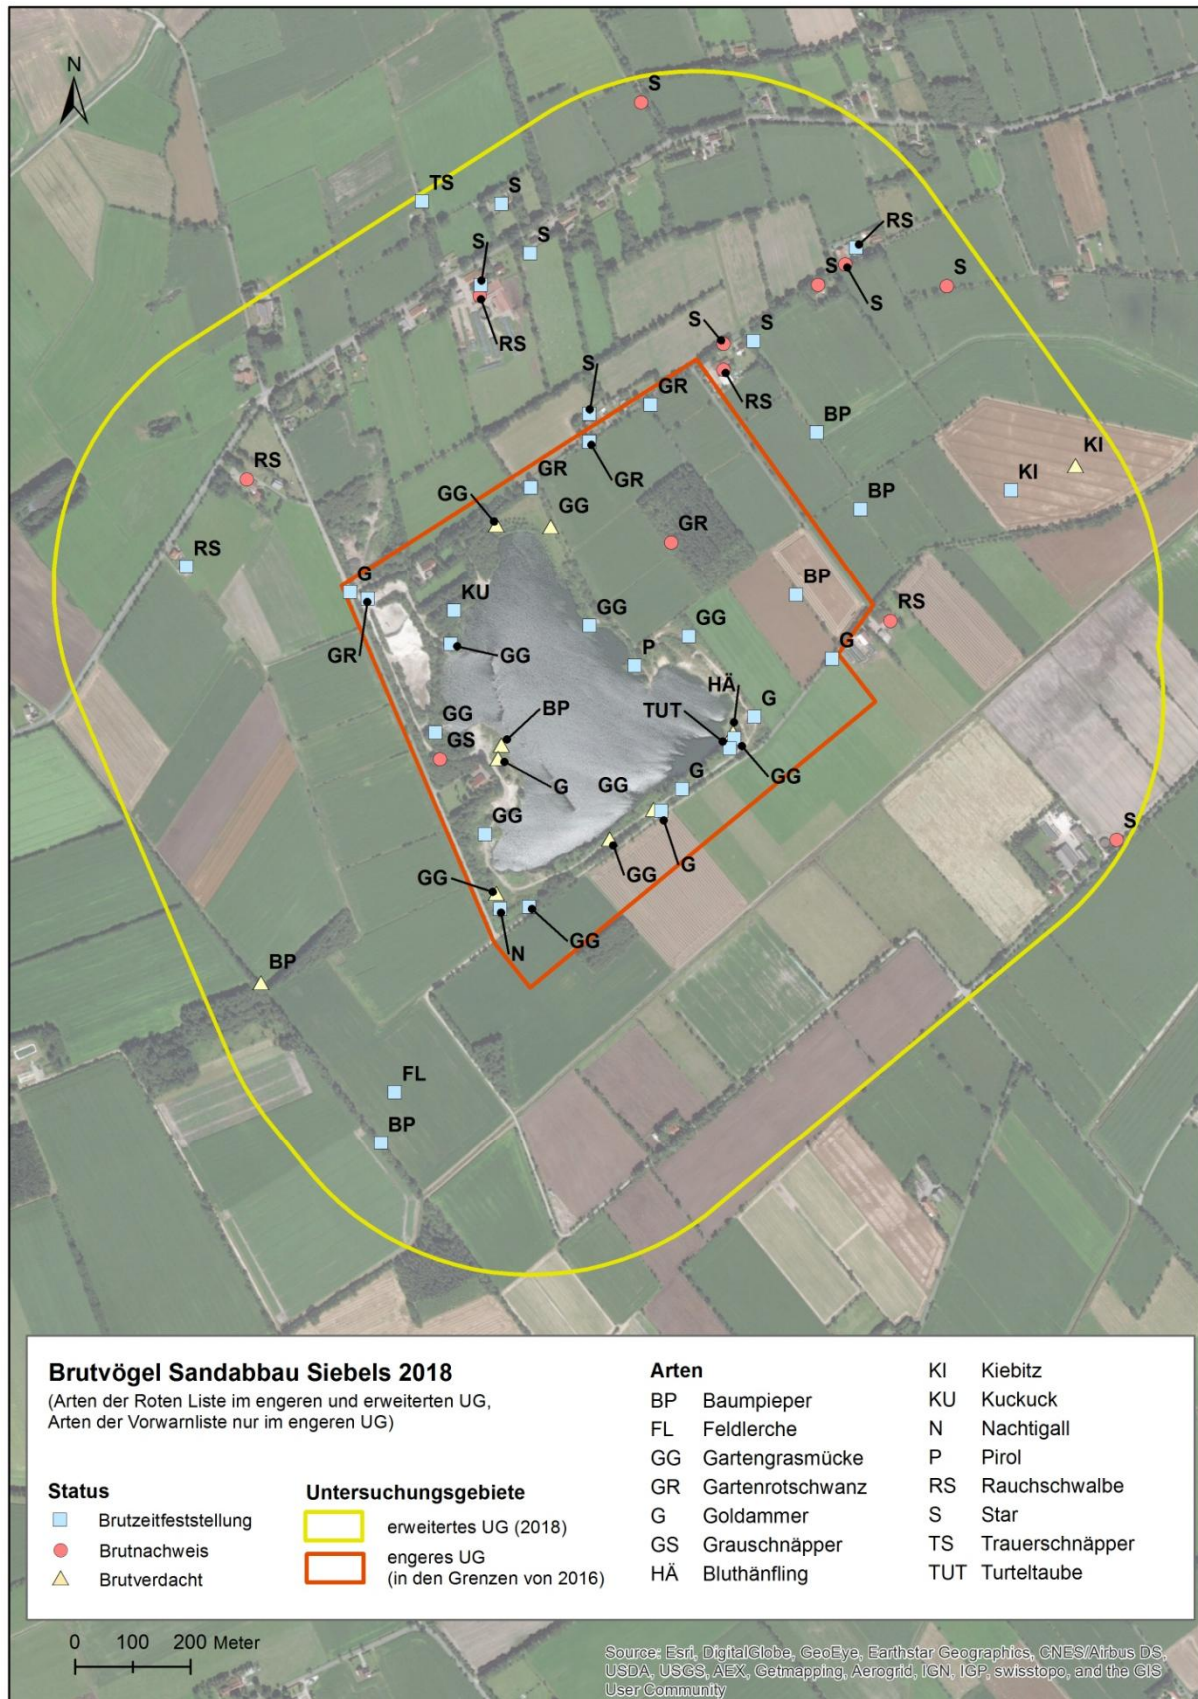 N
S
TS
S
S
RS
S
S
S
S
RS
S
S
S
RS
GR
BP
KI
KI
RS
GR
GR
GG
GG
BP
GR
RS
G
KU
BP
RS
GG
GG
G
GR
GG
P
HÄ
G
GG
BP
TUT
GS
G
GG
GG
G
GG
S
GG
G
GG
GG
N
BP
FL
BP
Brutvögel Sandabbau Siebels 2018
(Arten der Roten Liste im engeren und erweiterten UG,
Arten der Vorwarnliste nur im engeren UG)
Status
Brutzeitfeststellung
Brutnachweis
Brutverdacht
Untersuchungsgebiete
erweitertes UG (2018)
engeres UG
(in den Grenzen von 2016)
Arten
BP Baumpieper
FL Feldlerche
GG Gartengrasmücke
GR Gartenrotschwanz
G Goldammer
GS Grauschnäpper
HÄ Bluthänfling
KI Kiebitz
KU Kuckuck
N Nachtigall
P Pirol
RS Rauchschwalbe
S Star
TS Trauerschnäpper
TUT Turteltaube
0 100 200 Meter
Source: Esri, DigitalGlobe, GeoEye, Earthstar Geographics, CNES/Airbus DS,
USDA, USGS, AEX, Getmapping, Aerogrid, IGN, IGP, swisstopo, and the GIS
User Community